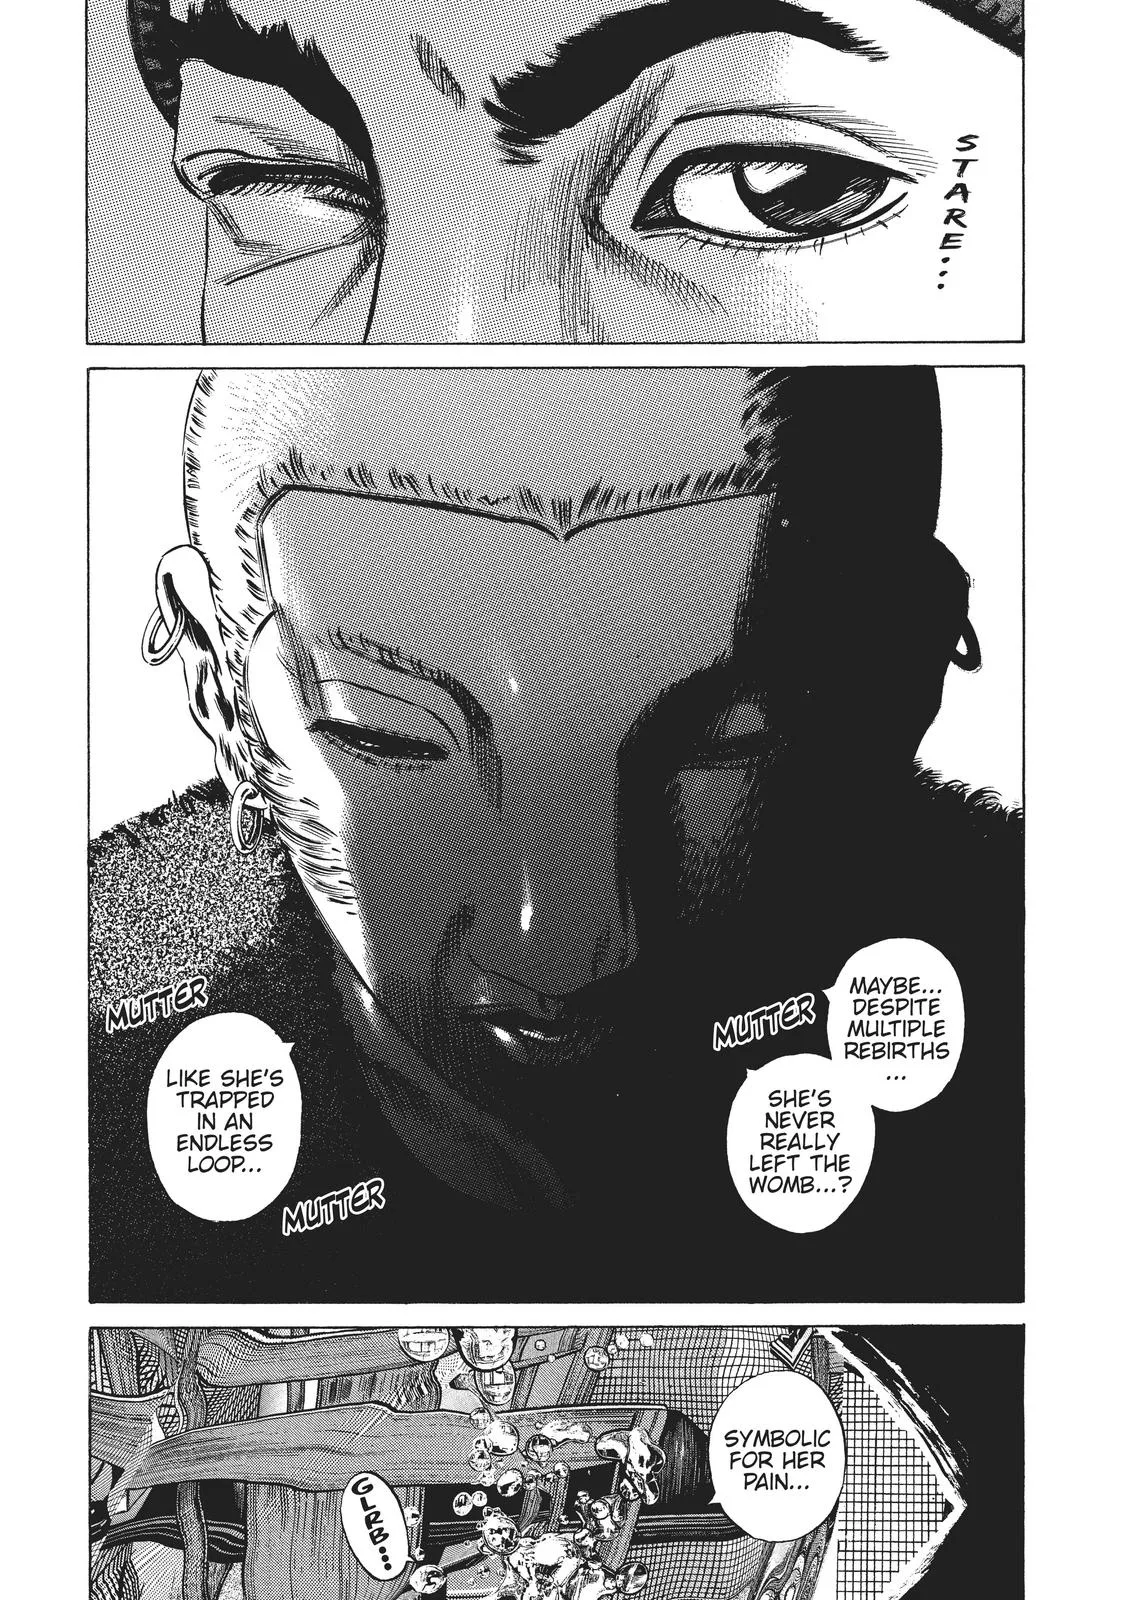 STARE...
MUTTER
MAYBE...
DESPITE
MULTIPLE
REBIRTHS
...
SHE'S
NEVER
REALLY
LEFT THE
WOMB...?
MUTTER
LIKE SHE'S
TRAPPED
IN AN
ENDLESS
LOOP...
MUTTER
SYMBOLIC
FOR HER
PAIN...
GLRB...